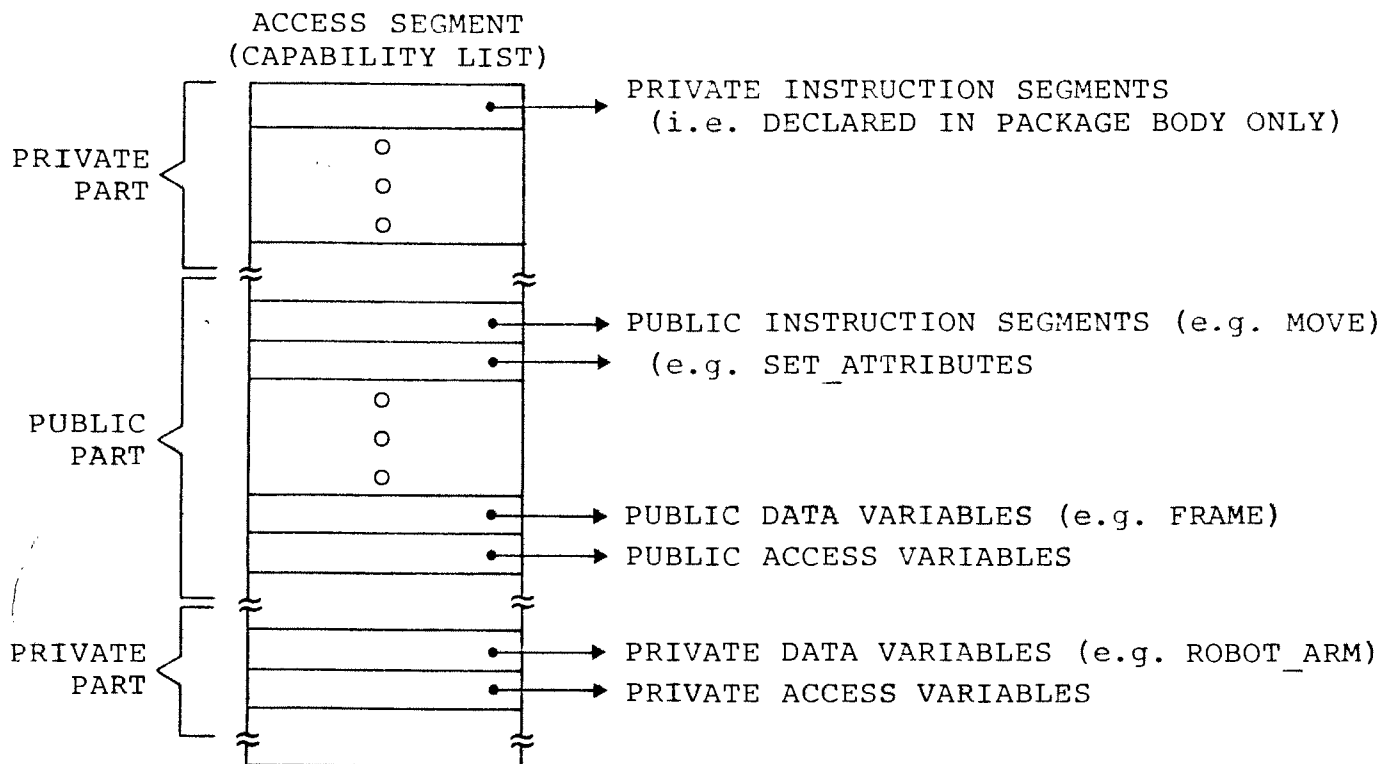 ACCESS SEGMENT
(CAPABILITY LIST)
PRIVATE INSTRUCTION SEGMENTS
(i.e. DECLARED IN PACKAGE BODY ONLY)
PRIVATE
PART
PUBLIC INSTRUCTION SEGMENTS (e.g. MOVE)
(e.g. SET_ATTRIBUTES
PUBLIC
PART
PUBLIC DATA VARIABLES (e.g. FRAME)
PUBLIC ACCESS VARIABLES
PRIVATE
PART
PRIVATE DATA VARIABLES (e.g. ROBOT_ARM)
PRIVATE ACCESS VARIABLES